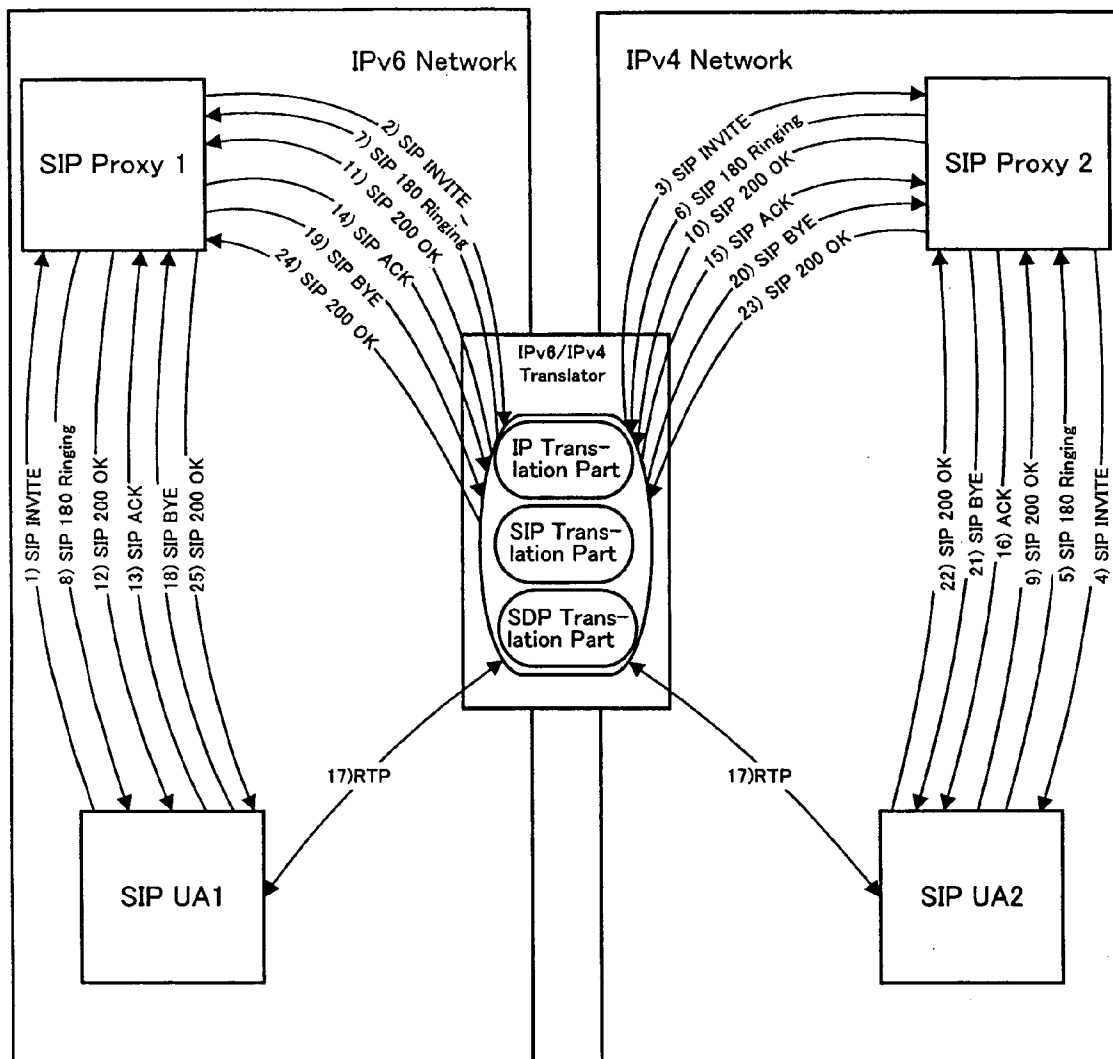 IPv6 Network
IPv4 Network
SIP Proxy 1
SIP Proxy 2
2) SIP INVITE
7) SIP 180 Ringing
11) SIP 200 OK
14) SIP ACK
19) SIP BYE
24) SIP 200 OK
3) SIP INVITE
6) SIP 180 Ringing
10) SIP 200 OK
15) SIP ACK
20) SIP BYE
23) SIP 200 OK
IPv6/IPv4
Translator
IP Trans-
lation Part
SIP Trans-
lation Part
SDP Trans-
lation Part
1) SIP INVITE
8) SIP 180 Ringing
12) SIP 200 OK
13) SIP ACK
18) SIP BYE
25) SIP 200 OK
22) SIP 200 OK
21) SIP BYE
16) ACK
9) SIP 200 OK
5) SIP 180 Ringing
4) SIP INVITE
17)RTP
17)RTP
SIP UA1
SIP UA2